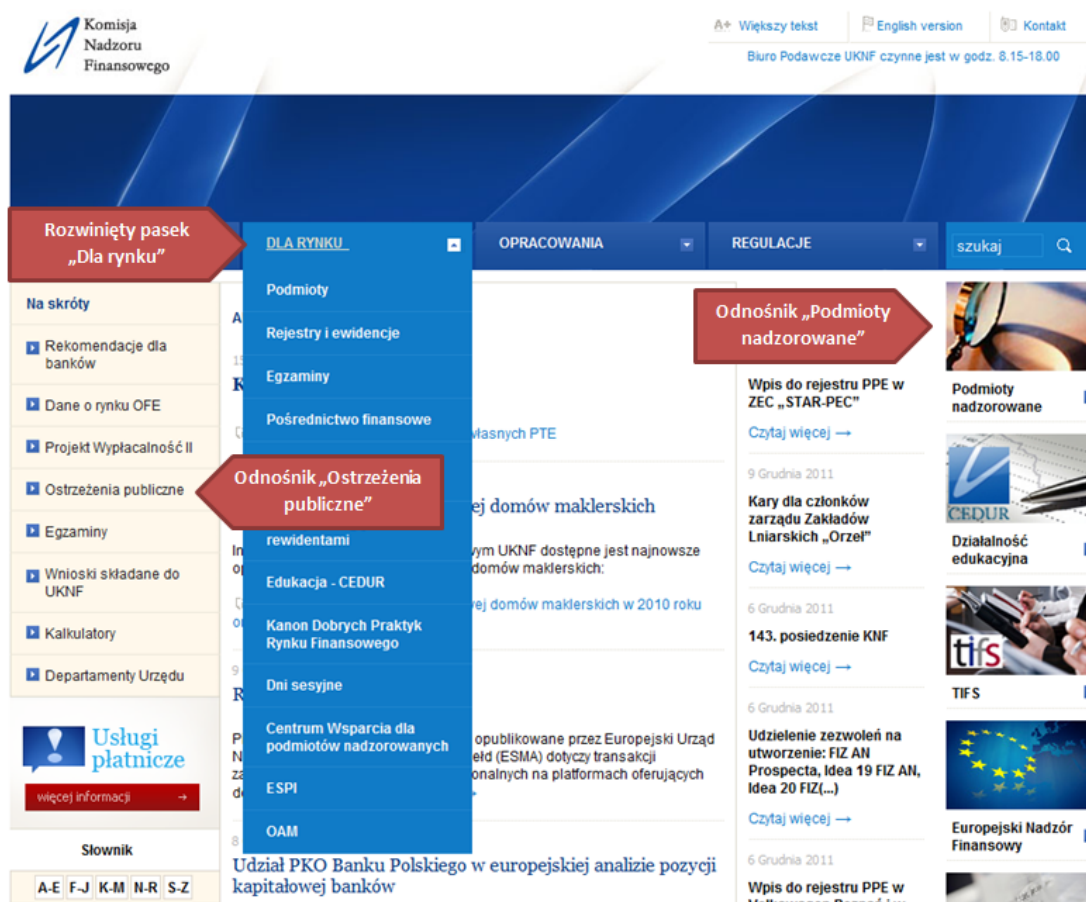 Komisja
Nadzoru
Finansowego
A+ Większy tekst
English version
Kontakt
Biuro Podawcze UKNF czynne jest w godz. 8.15-18.00
Rozwinięty pasek
„Dla rynku”
DLA RYNKU
OPRACOWANIA
REGULACJE
szukaj
Na skróty
Rekomendacje dla
banków
Dane o rynku OFE
Projekt Wypłacalność II
Ostrzeżenia publiczne
Egzaminy
Wnioski składane do
UKNF
Kalkulatory
Departamenty Urzędu
Usługi
płatnicze
więcej informacji →
Słownik
A-E F-J K-M N-R S-Z
Odnośnik „Ostrzeżenia
publiczne”
Podmioty
Rejestry i ewidencje
Egzaminy
Pośrednictwo finansowe
rewidentami
Edukacja - CEDUR
Kanon Dobrych Praktyk
Rynku Finansowego
Dni sesyjne
Centrum Wsparcia dla
podmiotów nadzorowanych
ESPI
OAM
A
15
K
własnych PTE
ej domów maklerskich
In
vym UKNF dostępne jest najnowsze
domów maklerskich:
ej domów maklerskich w 2010 roku
9
R
opublikowane przez Europejski Urząd
N
ełd (ESMA) dotyczy transakcji
za
onalnych na platformach oferujących
d
8
Udział PKO Banku Polskiego w europejskiej analizie pozycji
kapitałowej banków
Odnośnik „Podmioty
nadzorowane”
Wpis do rejestru PPE w
ZEC „STAR-PEC”
Czytaj więcej →
9 Grudnia 2011
Kary dla członków
zarządu Zakładów
Lniarskich „Orzeł”
Czytaj więcej →
6 Grudnia 2011
143. posiedzenie KNF
Czytaj więcej →
6 Grudnia 2011
Udzielenie zezwoleń na
utworzenie: FIZ AN
Prospecta, Idea 19 FIZ AN,
Idea 20 FIZ(...)
Czytaj więcej →
6 Grudnia 2011
Wpis do rejestru PPE w
Podmioty
nadzorowane
CEDUR
Działalność
edukacyjna
tifs
TIFS
Europejski Nadzór
Finansowy